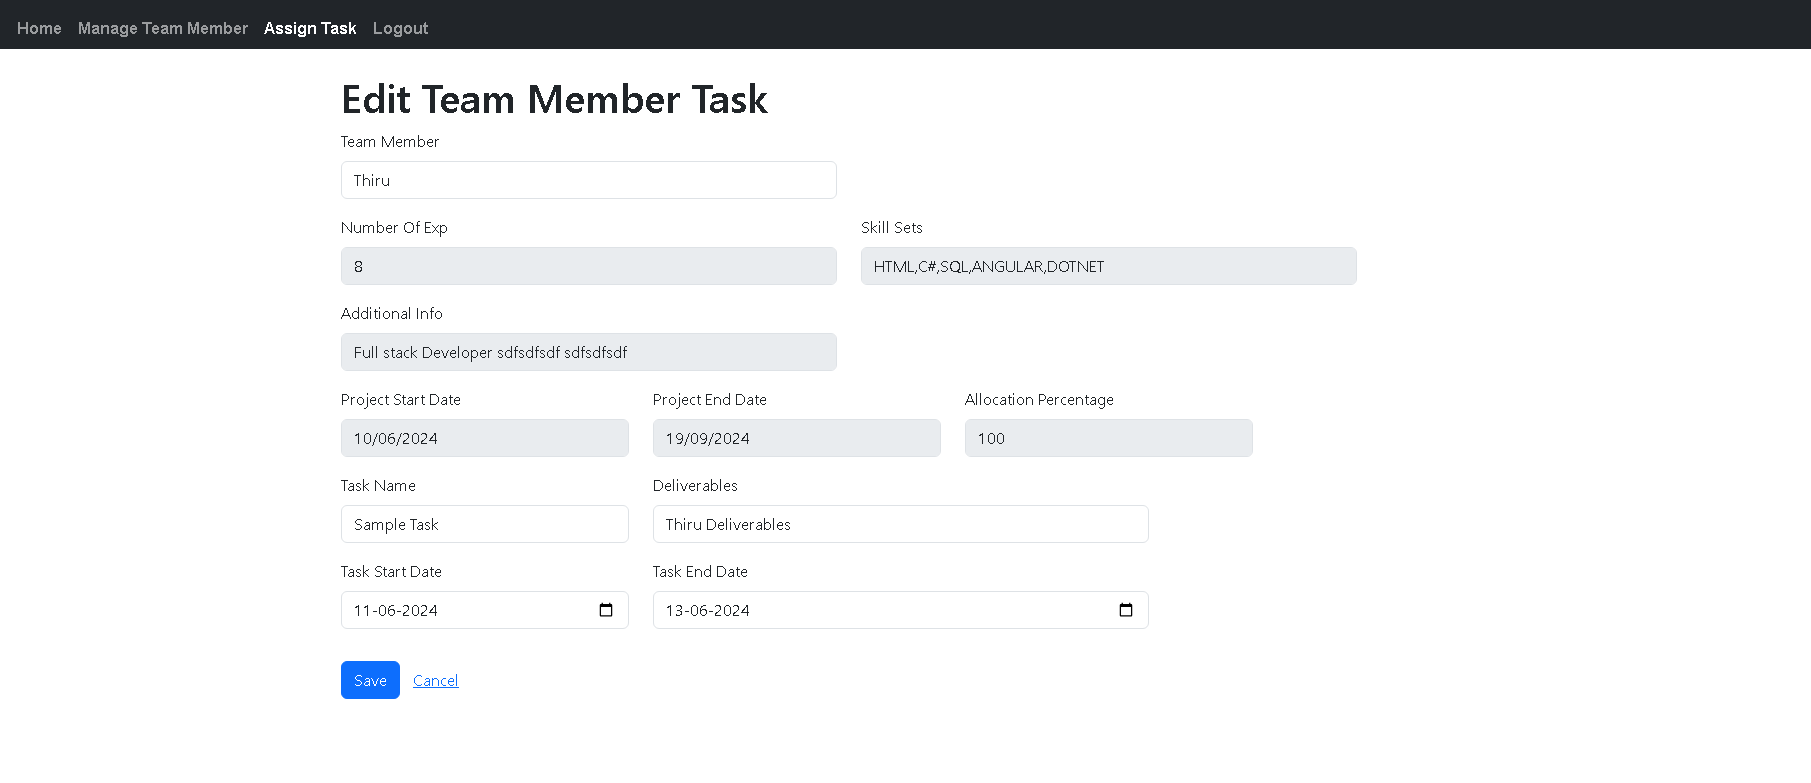 Home Manage Team Member Assign Task Logout
Edit Team Member Task
Team Member
Thiru
Number Of Exp Skill Sets
8 HTML,C#,SQL,ANGULAR,DOTNET
Additional Info
Full stack Developer sdfsdfsdf sdfsdfsdf
Project Start Date Project End Date Allocation Percentage
10/06/2024 19/09/2024 100
Task Name Deliverables
Sample Task Thiru Deliverables
Task Start Date Task End Date
11-06-2024 13-06-2024
Save Cancel